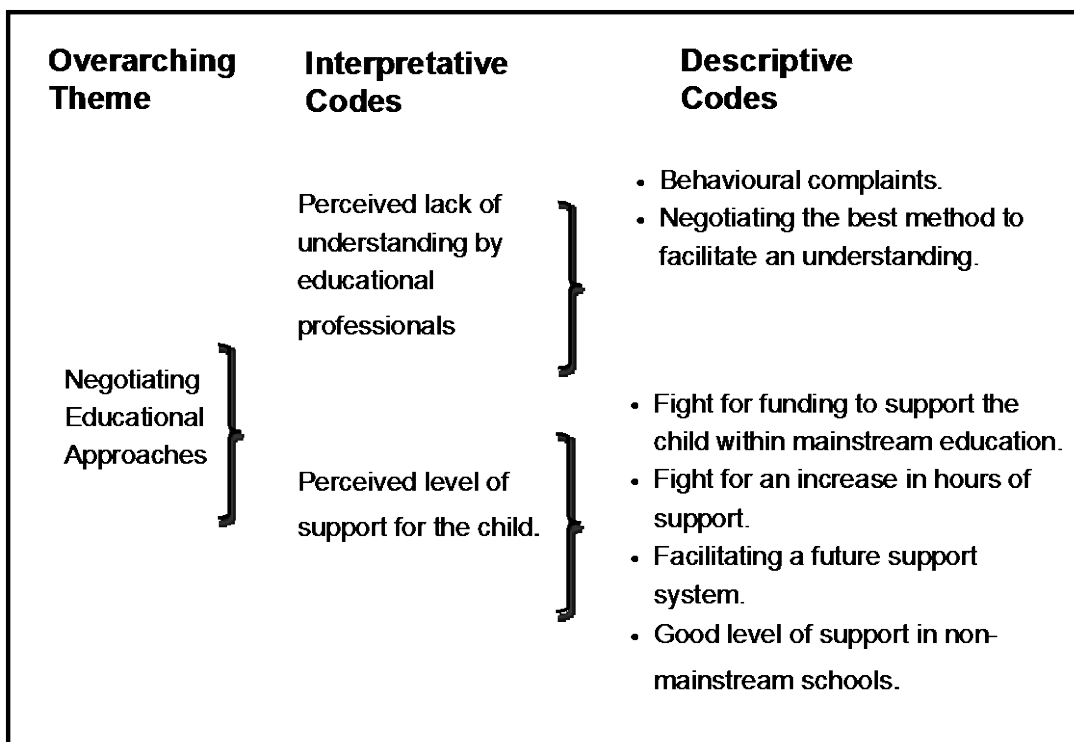 Overarching
Theme
Interpretative
Codes
Descriptive
Codes
Negotiating
Educational
Approaches
Perceived lack of
understanding by
educational
professionals
• Behavioural complaints.
• Negotiating the best method to
facilitate an understanding.
Perceived level of
support for the child.
• Fight for funding to support the
child within mainstream education.
• Fight for an increase in hours of
support.
• Facilitating a future support
system.
• Good level of support in non-
mainstream schools.